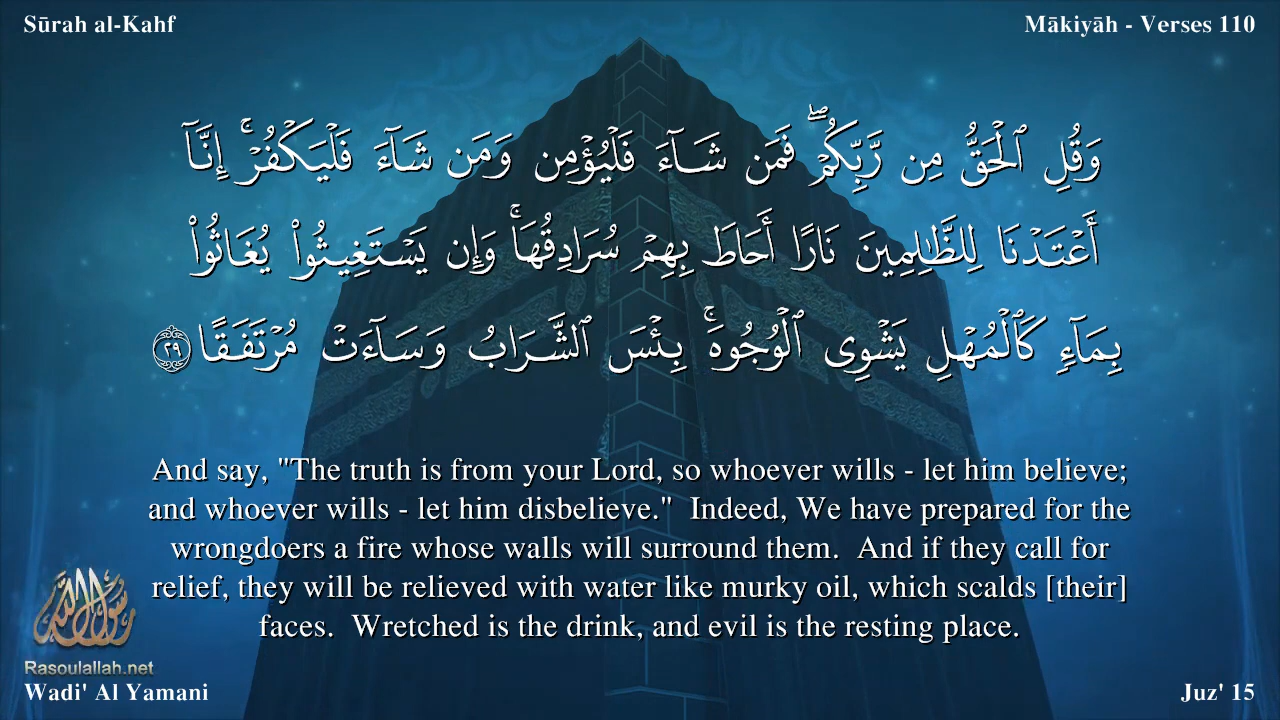 Sūrah al-Kahf
Mākiyāh - Verses 110
وَقُلِ ٱلْحَقُّ مِن رَّبِّكُمْ ۖ فَمَن شَآءَ فَلْيُؤْمِن وَمَن شَآءَ فَلْيَكْفُرْ ۚ إِنَّآ
أَعْتَدْنَا لِلظَّـٰلِمِينَ نَارًا أَحَاطَ بِهِمْ سُرَادِقُهَا ۚ وَإِن يَسْتَغِيثُوا۟ يُغَاثُوا۟
بِمَآءٍ كَٱلْمُهْلِ يَشْوِى ٱلْوُجُوهَ ۚ بِئْسَ ٱلشَّرَابُ وَسَآءَتْ مُرْتَفَقًا ٢٩
And say, "The truth is from your Lord, so whoever wills - let him believe;
and whoever wills - let him disbelieve." Indeed, We have prepared for the
wrongdoers a fire whose walls will surround them. And if they call for
relief, they will be relieved with water like murky oil, which scalds [their]
faces. Wretched is the drink, and evil is the resting place.
رسول الله
Rasoulallah.net
Wadi' Al Yamani
Juz' 15